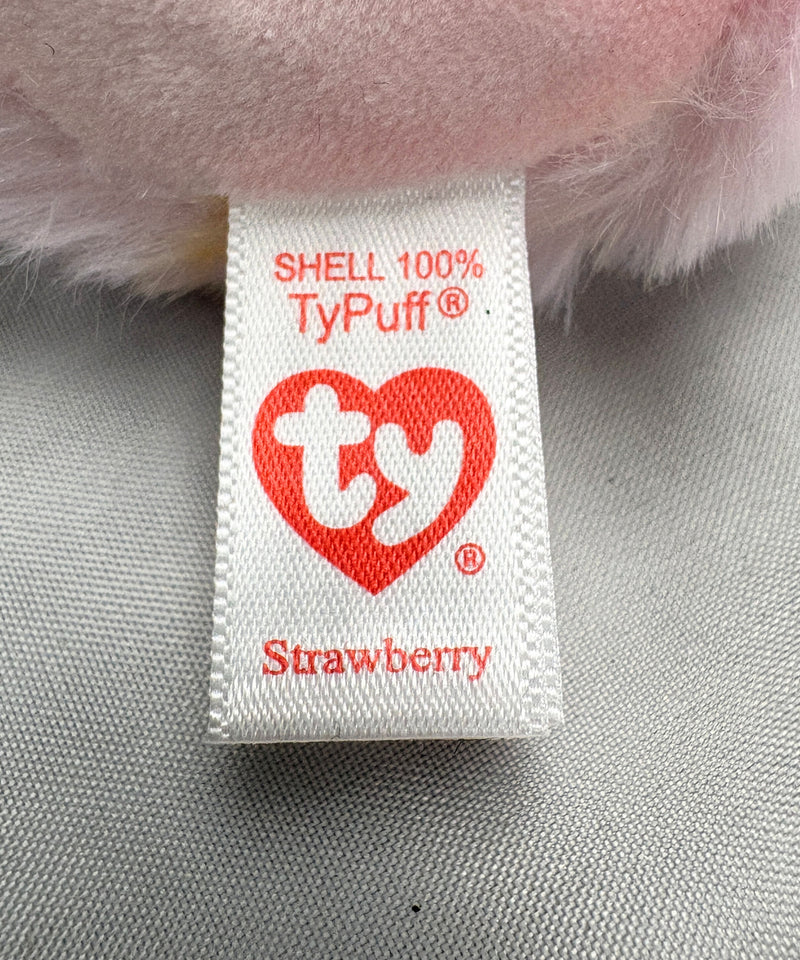 SHELL 100%
TyPuff®
ty
®
Strawberry